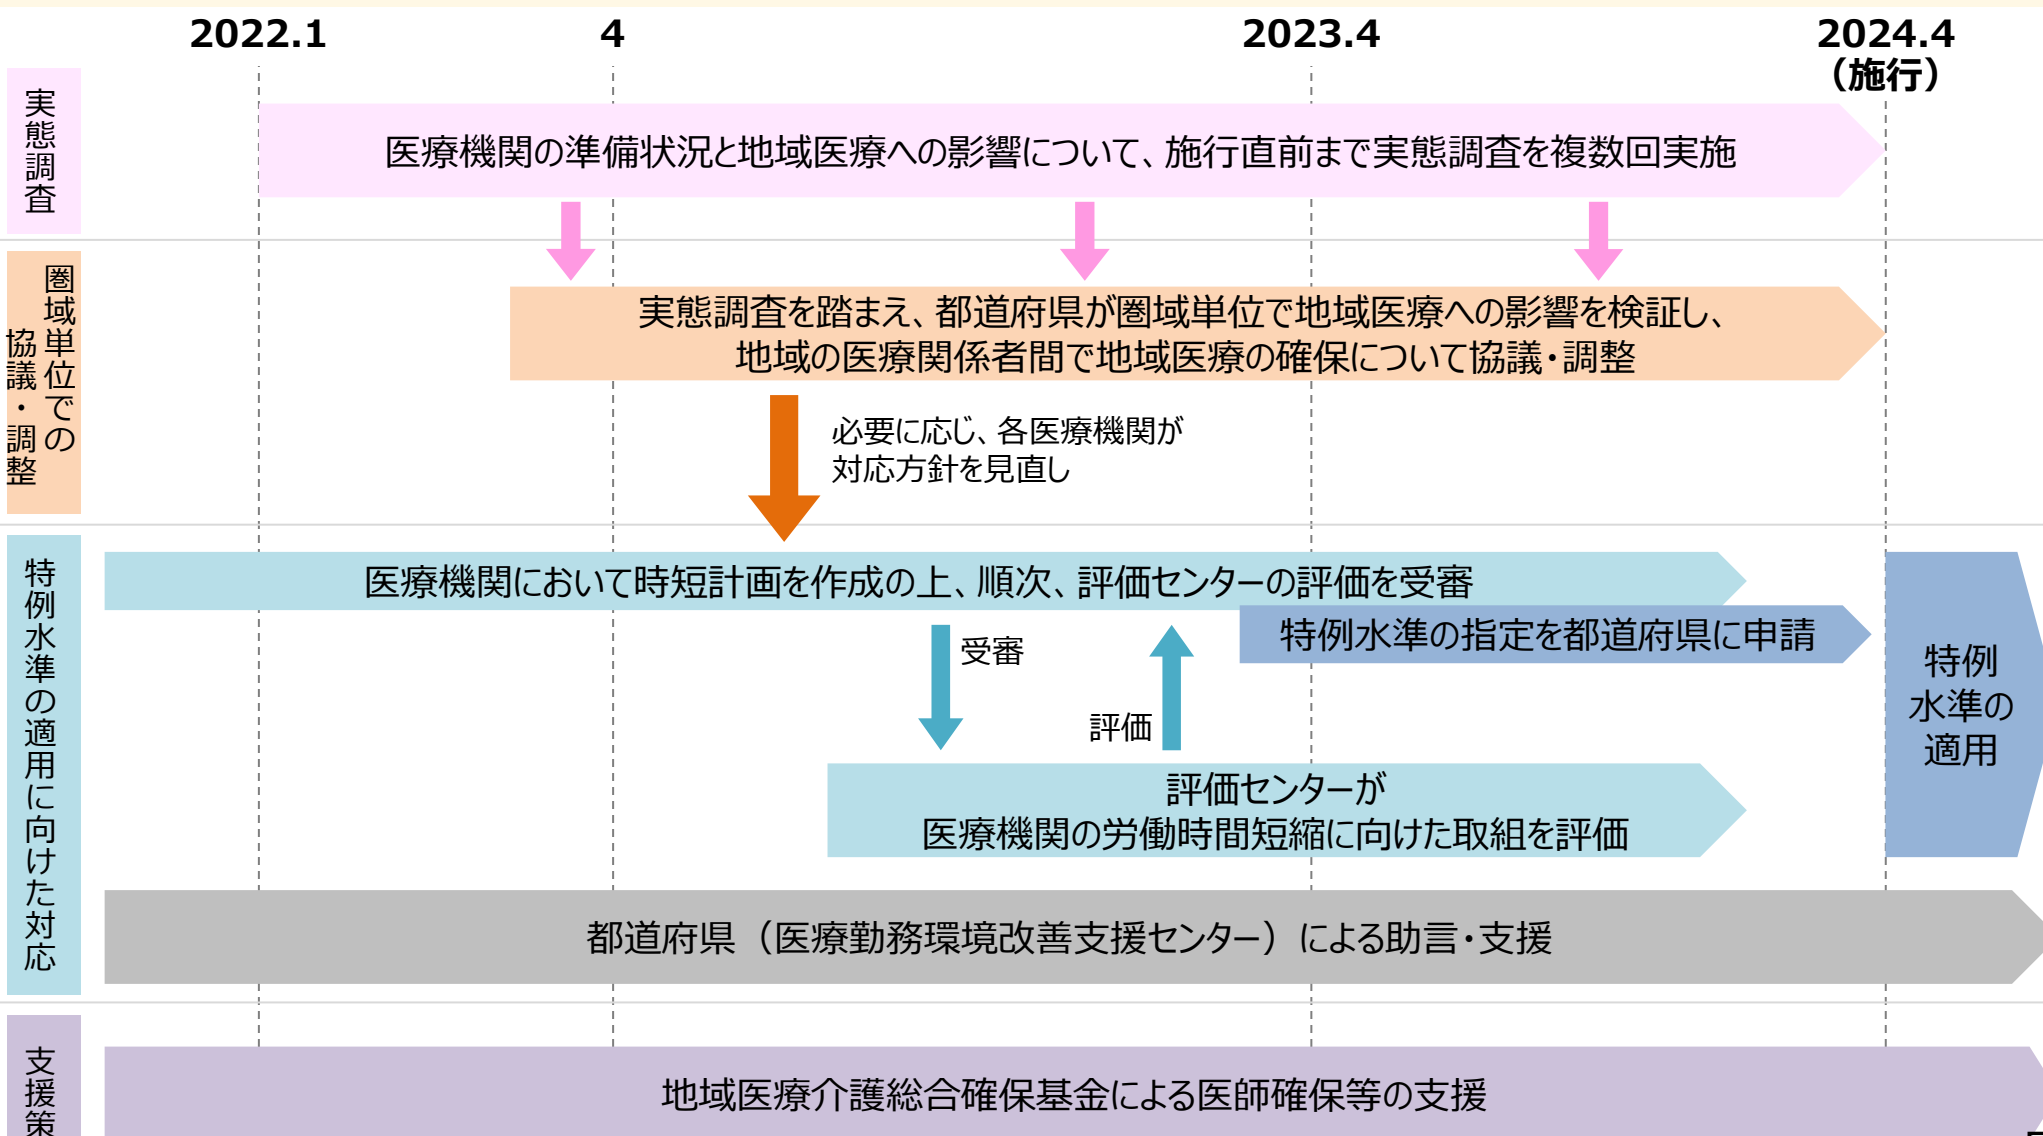 2022.1
4
2023.4
2024.4
（施行）
実態調査
医療機関の準備状況と地域医療への影響について、施行直前まで実態調査を複数回実施
圏域単位での
協議・調整
実態調査を踏まえ、都道府県が圏域単位で地域医療への影響を検証し、
地域の医療関係者間で地域医療の確保について協議・調整
必要に応じ、各医療機関が
対応方針を見直し
特例水準の適用に向けた対応
医療機関において時短計画を作成の上、順次、評価センターの評価を受審
特例水準の指定を都道府県に申請
受審
評価
特例
水準の
適用
評価センターが
医療機関の労働時間短縮に向けた取組を評価
都道府県（医療勤務環境改善支援センター）による助言・支援
支援策
地域医療介護総合確保基金による医師確保等の支援